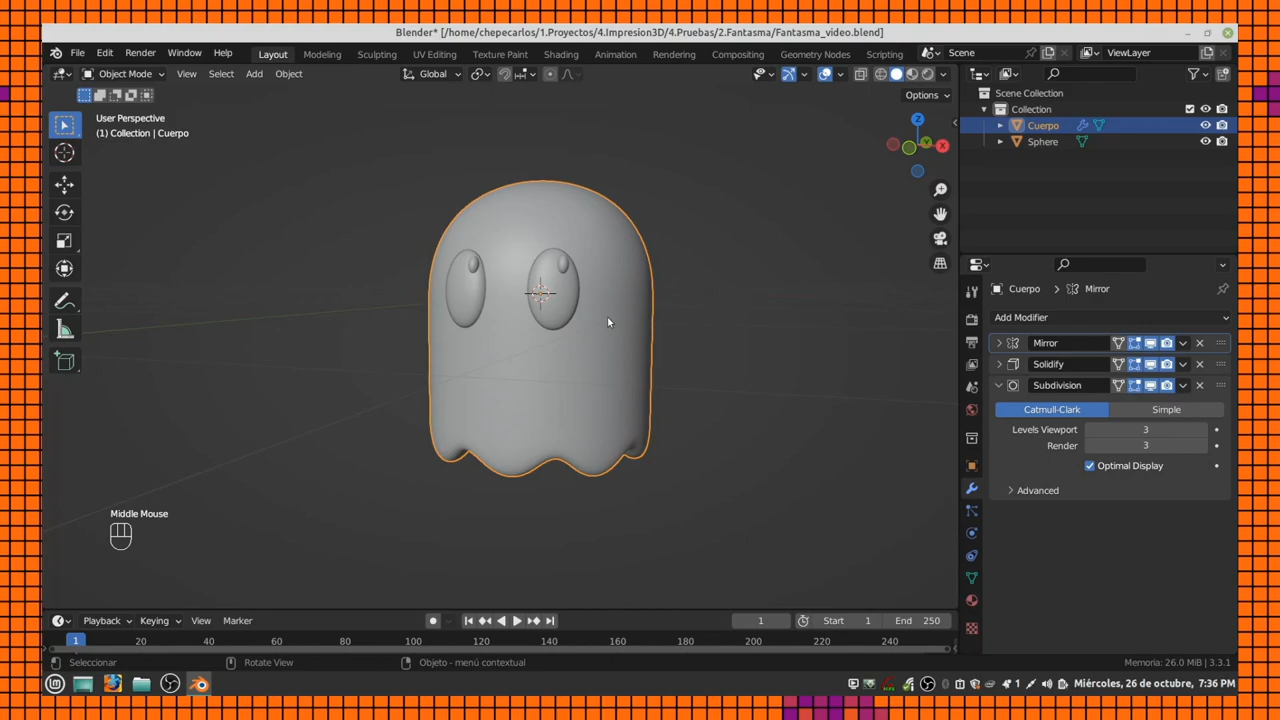 Blender* [/home/chepecarlos/1.Proyectos/4.Impresion3D/4.Pruebas/2.Fantasma/Fantasma_video.blend]
File Edit Render Window Help Layout Modeling Sculpting UV Editing Texture Paint Shading Animation Rendering Compositing Geometry Nodes Scripting Scene ViewLayer
Object Mode View Select Add Object Global
Options
User Perspective
(1) Collection | Cuerpo
Z
Y
X
Scene Collection
Collection
Cuerpo
Sphere
Cuerpo Mirror
Add Modifier
Mirror
Solidify
Subdivision
Catmull-Clark Simple
Levels Viewport 3
Render 3
Optimal Display
Advanced
Middle Mouse
Playback Keying View Marker 1 Start 1 End 250
1 20 40 60 80 100 120 140 160 180 200 220 240
Seleccionar Rotate View Objeto - menú contextual Memoria: 26.0 MiB | 3.3.1
1 Miércoles, 26 de octubre, 7:36 PM